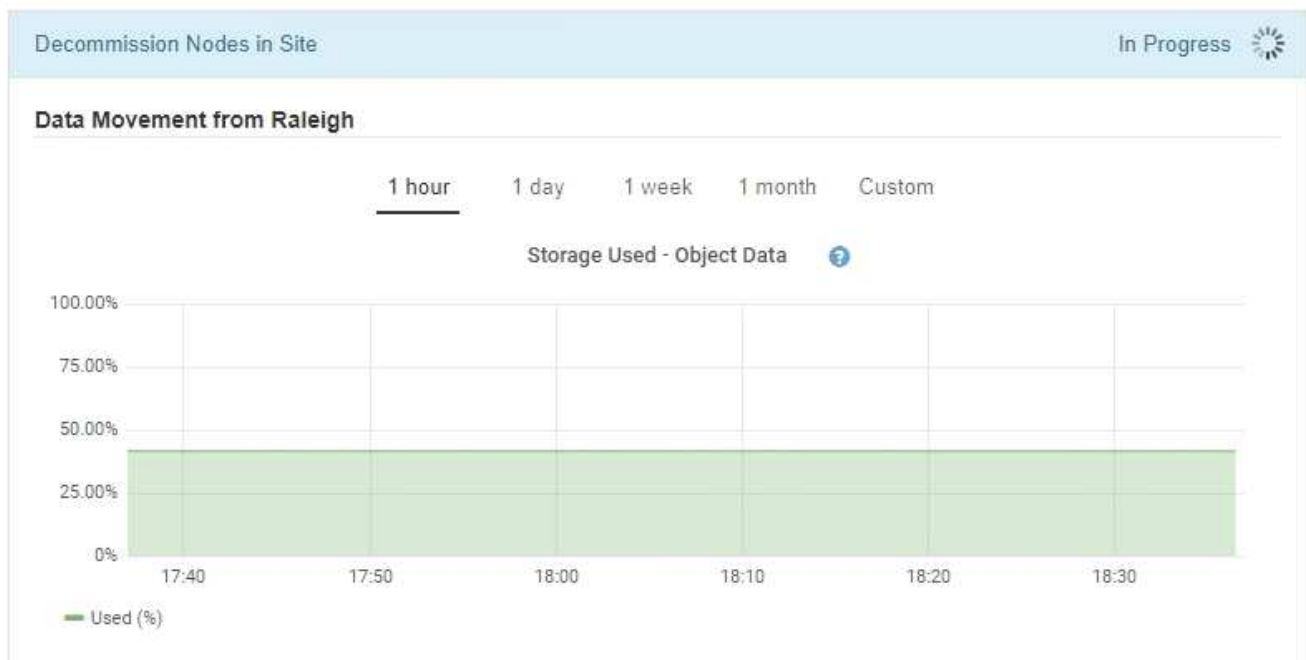 Decommission Nodes in Site In Progress
Data Movement from Raleigh
1 hour 1 day 1 week 1 month Custom
Storage Used - Object Data ?
100.00%
75.00%
50.00%
25.00%
0%
17:40 17:50 18:00 18:10 18:20 18:30
Used (%)